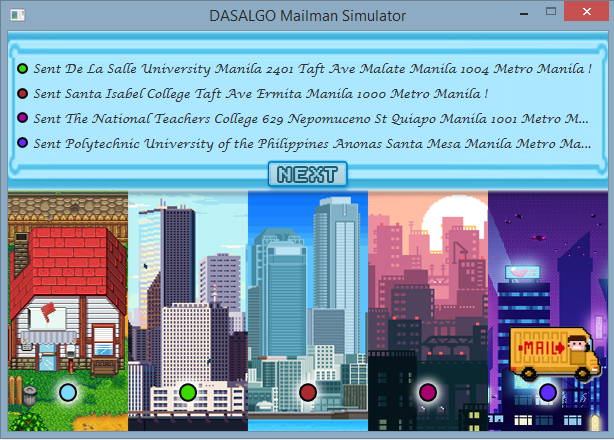 DASALGO Mailman Simulator
Sent De La Salle University Manila 2401 Taft Ave Malate Manila 1004 Metro Manila !
Sent Santa Isabel College Taft Ave Ermita Manila 1000 Metro Manila !
Sent The National Teachers College 629 Nepomuceno St Quiapo Manila 1001 Metro M...
Sent Polytechnic University of the Philippines Anonas Santa Mesa Manila Metro Ma...
NEXT
MAIL